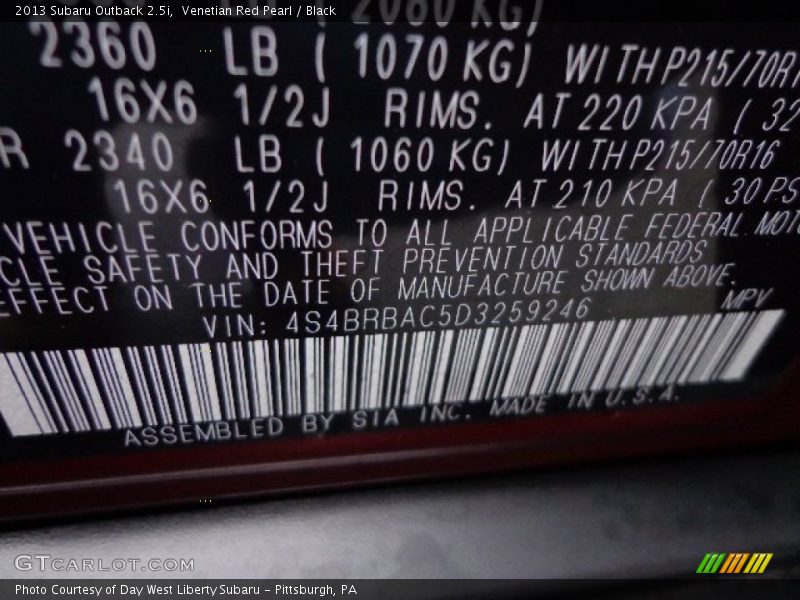 2013 Subaru Outback 2.5i,  Venetian Red Pearl / Black
2080 KG)
2360 LB ( 1070 KG) WITH P215/70R1
16X6 1/2J RIMS. AT 220 KPA ( 32
R 2340 LB ( 1060 KG) WITH P215/70R16
16X6 1/2J RIMS. AT 210 KPA ( 30 PS
VEHICLE CONFORMS TO ALL APPLICABLE FEDERAL MOTO
CLE SAFETY AND THEFT PREVENTION STANDARDS
EFFECT ON THE DATE OF MANUFACTURE SHOWN ABOVE.
VIN: 4S4BRBAC5D3259246 MPV
ASSEMBLED BY SIA INC. MADE IN U.S.A.
GTCARLOT.COM
Photo Courtesy of Day West Liberty Subaru – Pittsburgh, PA